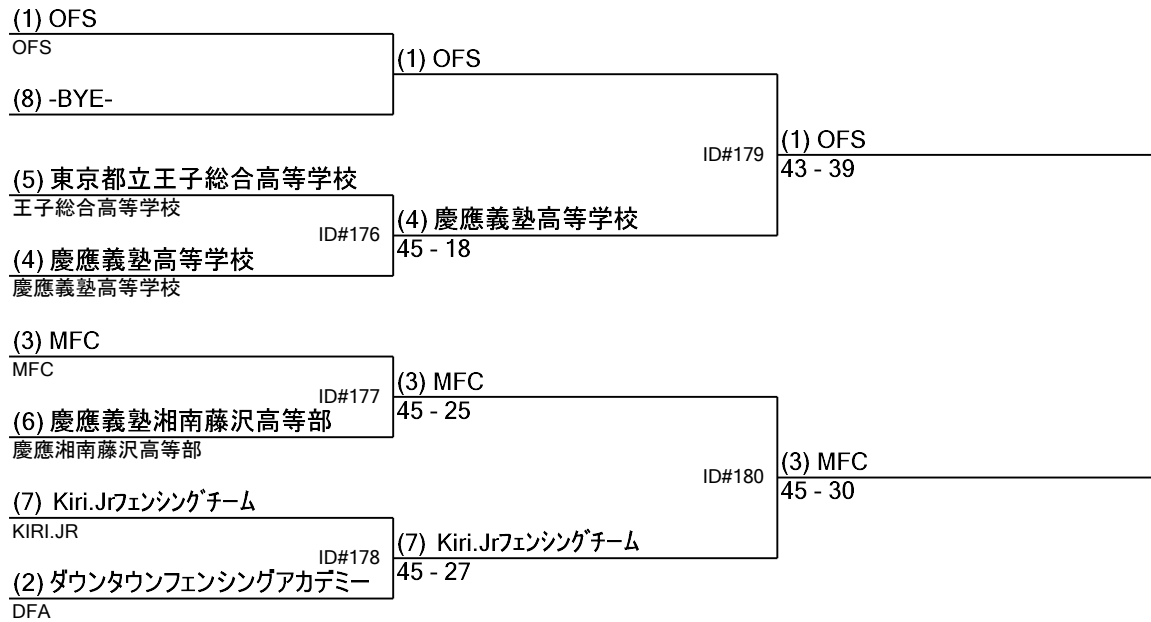 (1) OFS
OFS
(8) -BYE-
(1) OFS
(5) 東京都立王子総合高等学校
王子総合高等学校
ID#176
(4) 慶應義塾高等学校
慶應義塾高等学校
(4) 慶應義塾高等学校
45 - 18
ID#179
(1) OFS
43 - 39
(3) MFC
MFC
ID#177
(6) 慶應義塾湘南藤沢高等部
慶應湘南藤沢高等部
(3) MFC
45 - 25
(7) Kiri.Jrフェンシングチーム
KIRI.JR
ID#178
(2) ダウンタウンフェンシングアカデミー
DFA
(7) Kiri.Jrフェンシングチーム
45 - 27
ID#180
(3) MFC
45 - 30